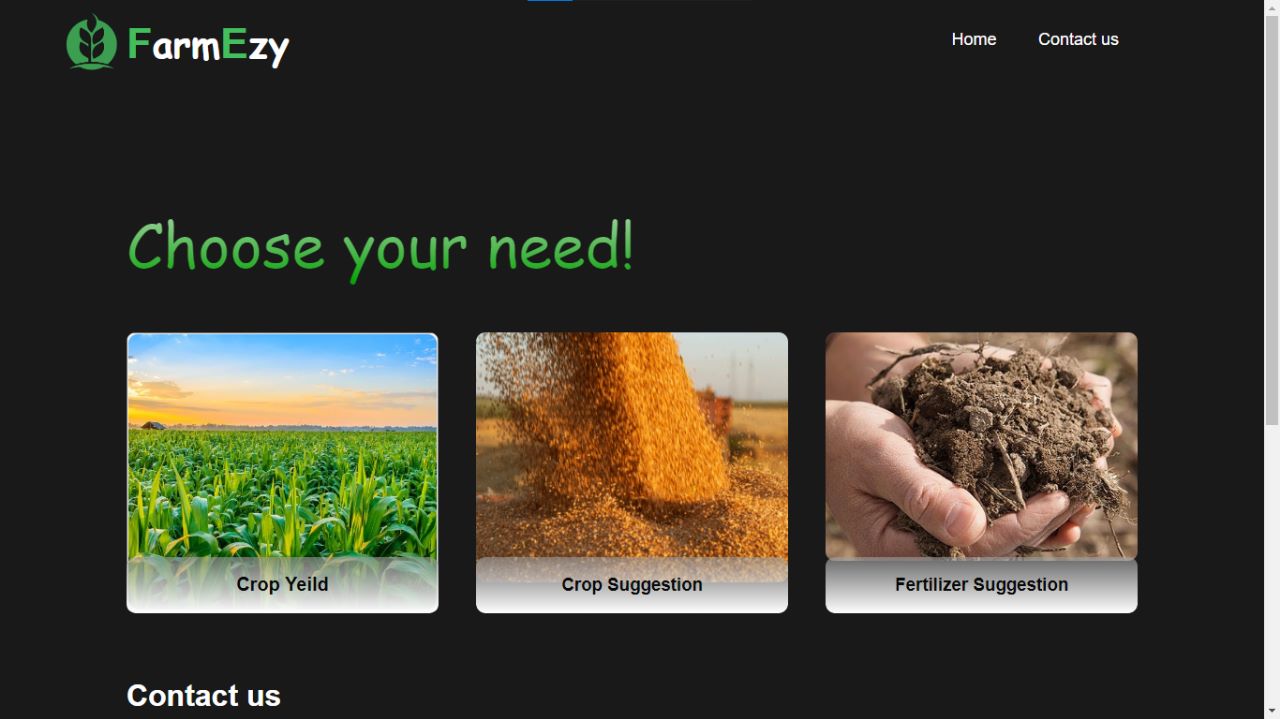 FarmEzy
Home
Contact us
Choose your need!
Crop Yeild
Crop Suggestion
Fertilizer Suggestion
Contact us